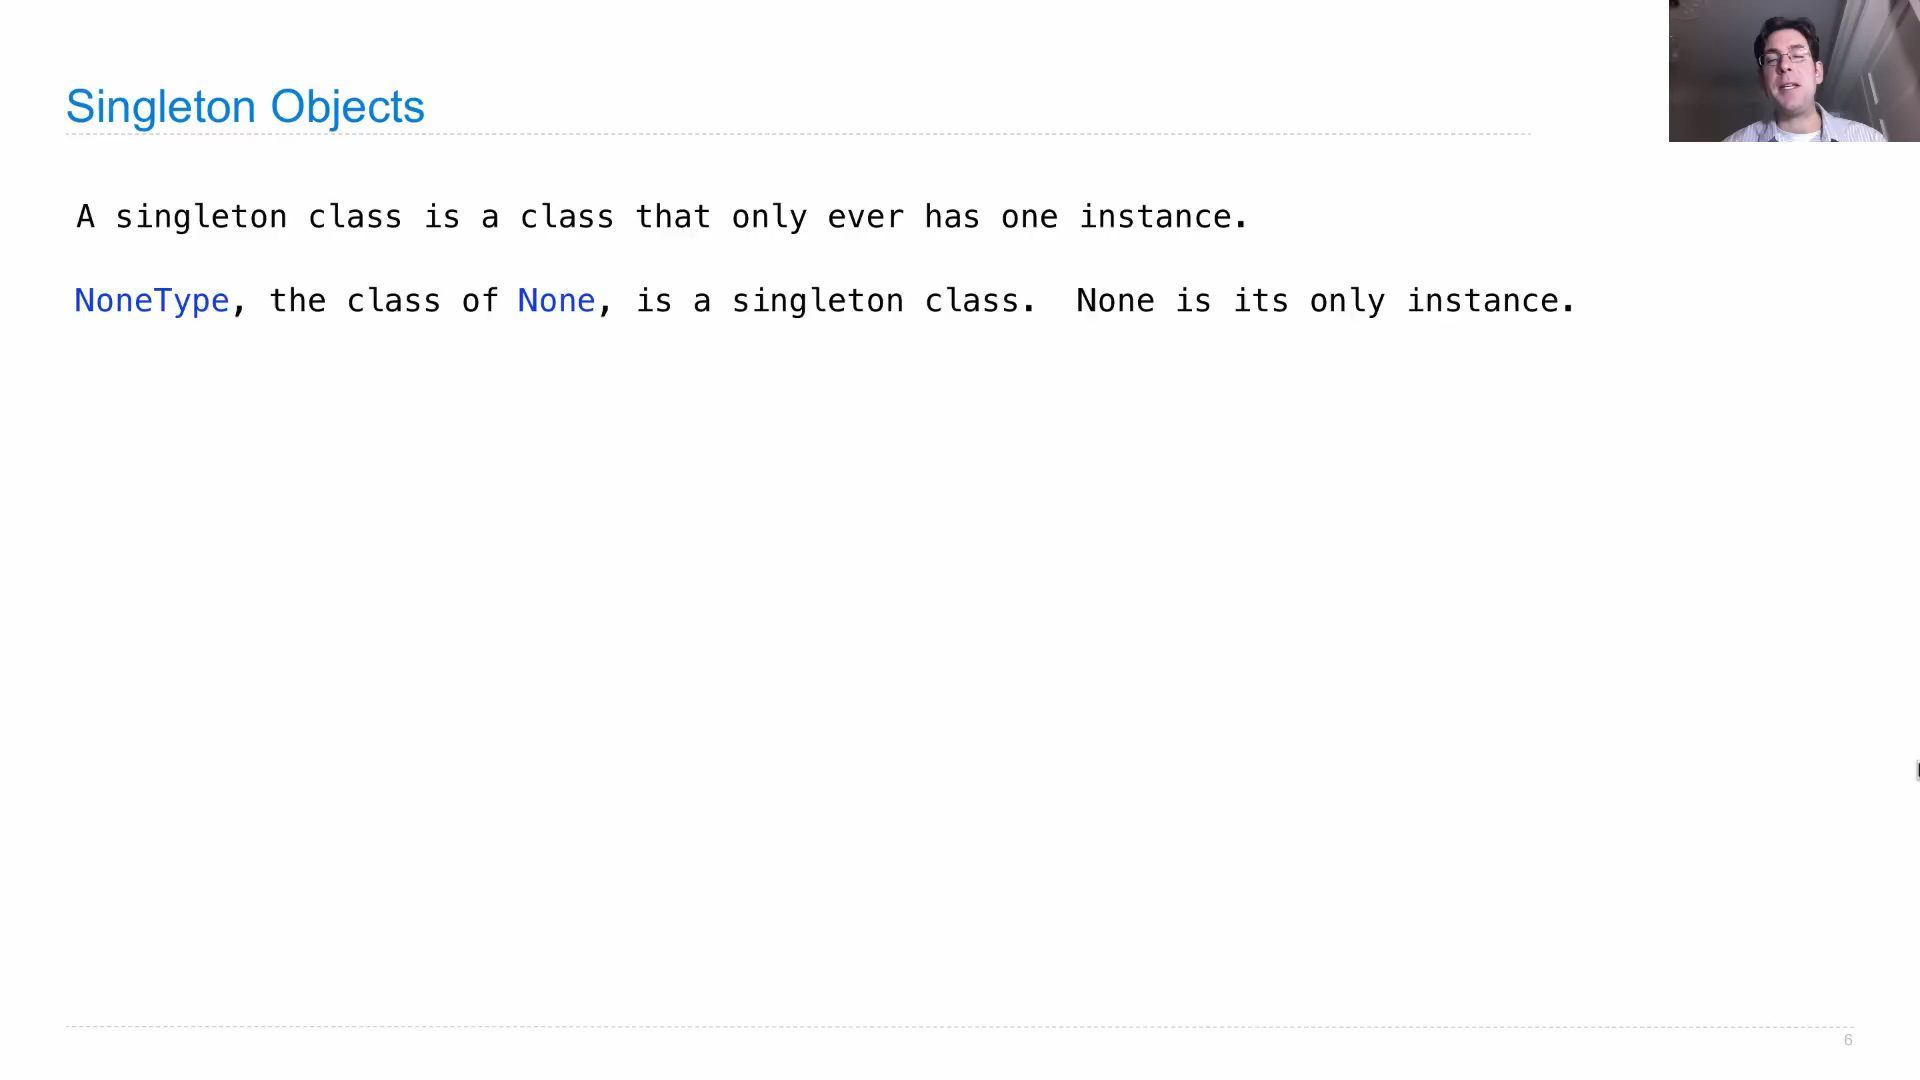 Singleton Objects
A singleton class is a class that only ever has one instance.
NoneType, the class of None, is a singleton class.  None is its only instance.
6